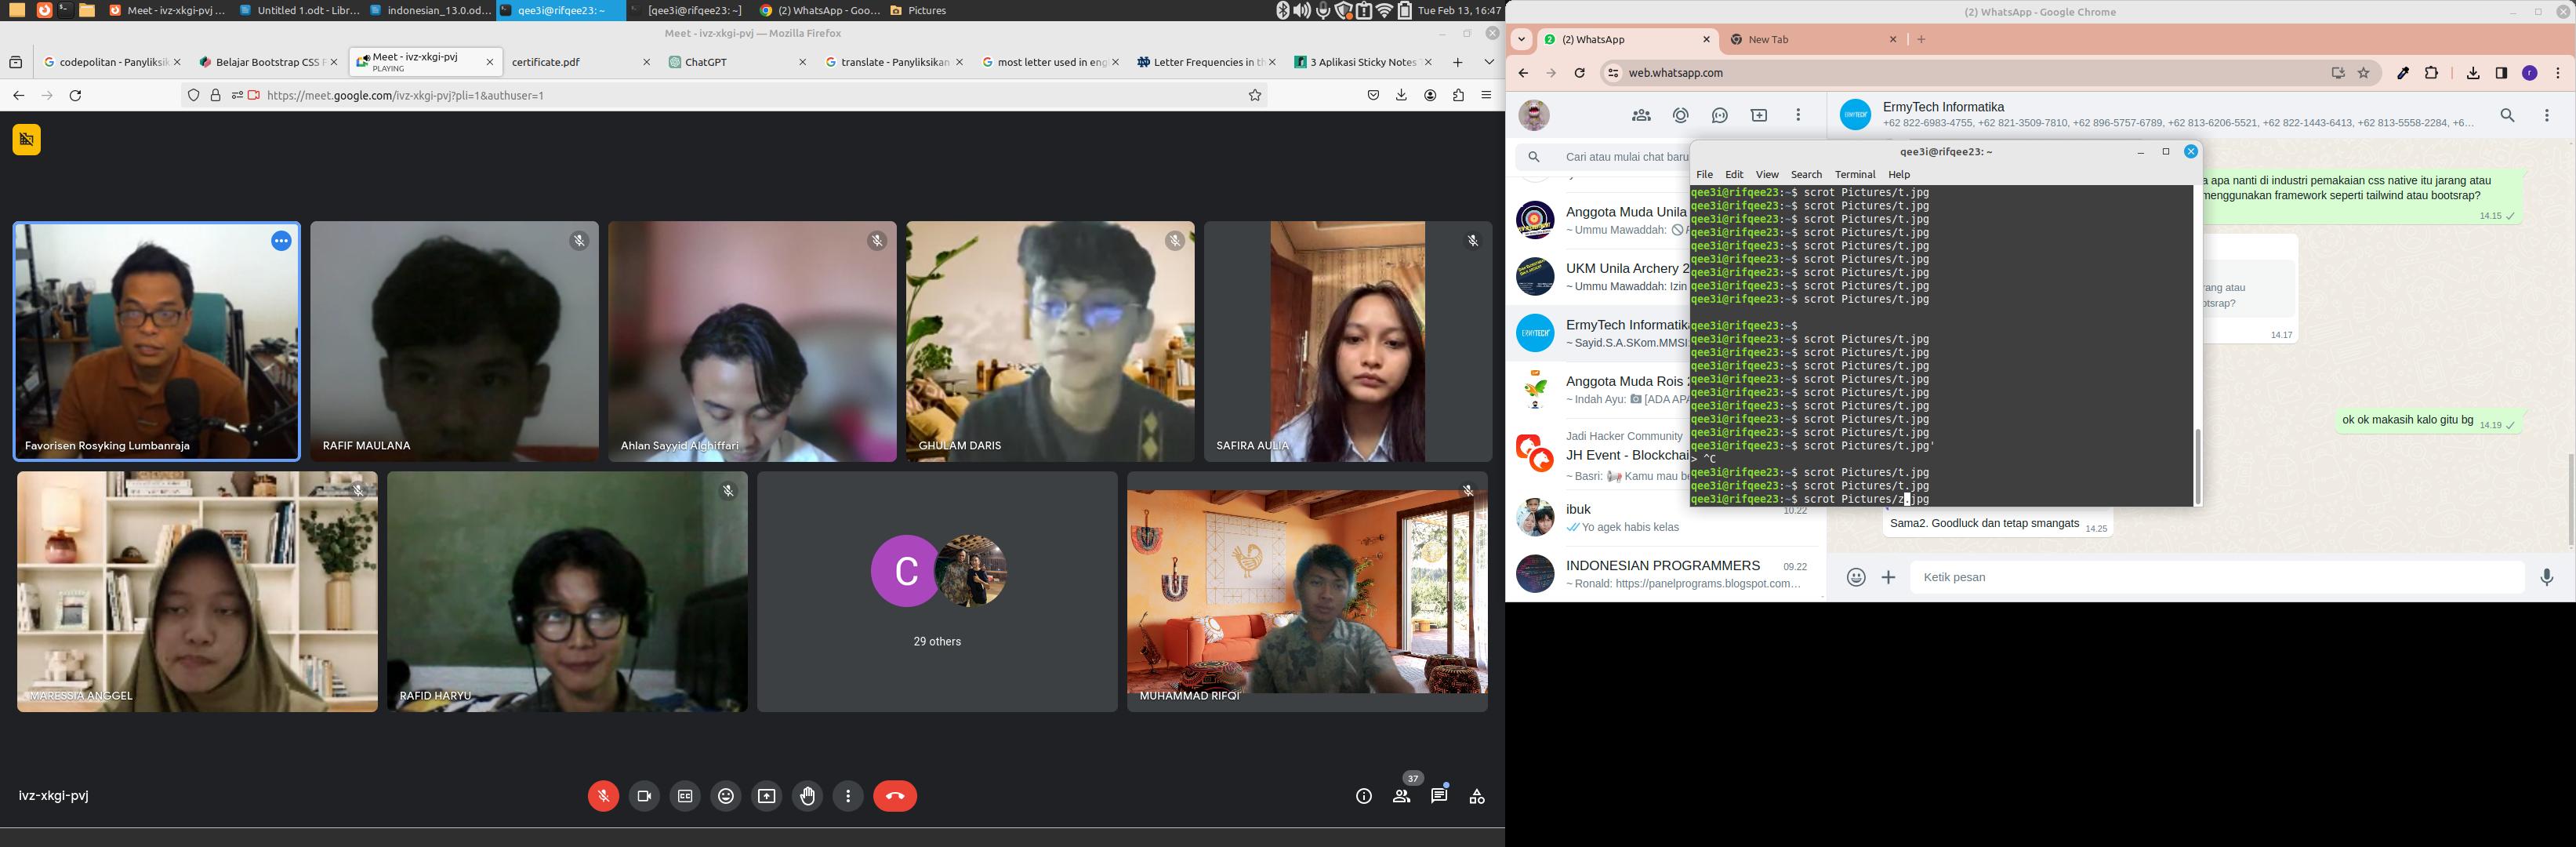 Meet - ivz-xkgi-pvj ...
Untitled 1.odt - Libr...
indonesian_13.0.od...
qee3i@rifqee23: ~
[qee3i@rifqee23: ~]
(2) WhatsApp - Goo...
Pictures
Tue Feb 13, 16:47
Meet - ivz-xkgi-pvj — Mozilla Firefox
codepolitan - Panyliksik
Belajar Bootstrap CSS F
Meet - ivz-xkgi-pvj
PLAYING
certificate.pdf
ChatGPT
translate - Panyliksikan
most letter used in eng
Letter Frequencies in th
3 Aplikasi Sticky Notes
https://meet.google.com/ivz-xkgi-pvj?pli=1&authuser=1
Favorisen Rosyking Lumbanraja
RAFIF MAULANA
Ahlan Sayyid Alghiffari
GHULAM DARIS
SAFIRA AULIA
MARESSIA ANGGEL
RAFID HARYU
C
29 others
MUHAMMAD RIFQI
ivz-xkgi-pvj
37
(2) WhatsApp - Google Chrome
(2) WhatsApp
New Tab
web.whatsapp.com
r
ErmyTech Informatika
+62 822-6983-4755, +62 821-3509-7810, +62 896-5757-6789, +62 813-6206-5521, +62 822-1443-6413, +62 813-5558-2284, +6...
Cari atau mulai chat baru
Anggota Muda Unila
~ Ummu Mawaddah:
UKM Unila Archery 2
~ Ummu Mawaddah: Izin
ErmyTech Informatik
~ Sayid.S.A.SKom.MMSI.
Anggota Muda Rois 2
~ Indah Ayu: [ADA APA
Jadi Hacker Community
JH Event - Blockchai
~ Basri: Kamu mau be
ibuk
10.22
Yo agek habis kelas
INDONESIAN PROGRAMMERS
09.22
~ Ronald: https://panelprograms.blogspot.com...
qee3i@rifqee23: ~
File Edit View Search Terminal Help
qee3i@rifqee23:~$ scrot Pictures/t.jpg
qee3i@rifqee23:~$ scrot Pictures/t.jpg
qee3i@rifqee23:~$ scrot Pictures/t.jpg
qee3i@rifqee23:~$ scrot Pictures/t.jpg
qee3i@rifqee23:~$ scrot Pictures/t.jpg
qee3i@rifqee23:~$ scrot Pictures/t.jpg
qee3i@rifqee23:~$ scrot Pictures/t.jpg
qee3i@rifqee23:~$ scrot Pictures/t.jpg
qee3i@rifqee23:~$ scrot Pictures/t.jpg
qee3i@rifqee23:~$
qee3i@rifqee23:~$ scrot Pictures/t.jpg
qee3i@rifqee23:~$ scrot Pictures/t.jpg
qee3i@rifqee23:~$ scrot Pictures/t.jpg
qee3i@rifqee23:~$ scrot Pictures/t.jpg
qee3i@rifqee23:~$ scrot Pictures/t.jpg
qee3i@rifqee23:~$ scrot Pictures/t.jpg
qee3i@rifqee23:~$ scrot Pictures/t.jpg
qee3i@rifqee23:~$ scrot Pictures/t.jpg
qee3i@rifqee23:~$ scrot Pictures/t.jpg'
> ^C
qee3i@rifqee23:~$ scrot Pictures/t.jpg
qee3i@rifqee23:~$ scrot Pictures/t.jpg
qee3i@rifqee23:~$ scrot Pictures/z.jpg
a apa nanti di industri pemakaian css native itu jarang atau
menggunakan framework seperti tailwind atau bootsrap?
14.15
rang atau
otsrap?
14.17
ok ok makasih kalo gitu bg
14.19
Sama2. Goodluck dan tetap smangats
14.25
Ketik pesan